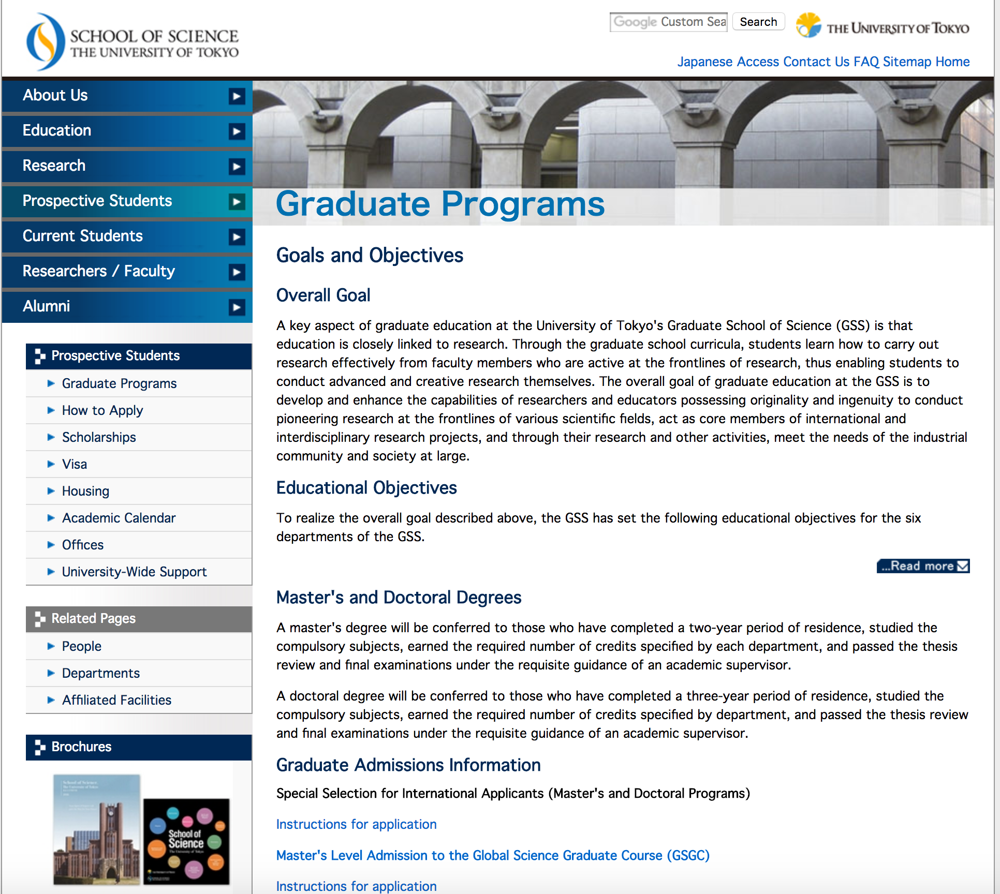 SCHOOL OF SCIENCE
THE UNIVERSITY OF TOKYO
Google Custom Sea
Search
THE UNIVERSITY OF TOKYO
Japanese Access Contact Us FAQ Sitemap Home
About Us
Education
Research
Prospective Students
Current Students
Researchers / Faculty
Alumni
Prospective Students
Graduate Programs
How to Apply
Scholarships
Visa
Housing
Academic Calendar
Offices
University-Wide Support
Related Pages
People
Departments
Affiliated Facilities
Brochures
School of Science
The University of Tokyo
School of
Science
The University of Tokyo
Graduate Programs
Goals and Objectives
Overall Goal
A key aspect of graduate education at the University of Tokyo's Graduate School of Science (GSS) is that
education is closely linked to research. Through the graduate school curricula, students learn how to carry out
research effectively from faculty members who are active at the frontlines of research, thus enabling students to
conduct advanced and creative research themselves. The overall goal of graduate education at the GSS is to
develop and enhance the capabilities of researchers and educators possessing originality and ingenuity to conduct
pioneering research at the frontlines of various scientific fields, act as core members of international and
interdisciplinary research projects, and through their research and other activities, meet the needs of the industrial
community and society at large.
Educational Objectives
To realize the overall goal described above, the GSS has set the following educational objectives for the six
departments of the GSS.
...Read more
Master's and Doctoral Degrees
A master's degree will be conferred to those who have completed a two-year period of residence, studied the
compulsory subjects, earned the required number of credits specified by each department, and passed the thesis
review and final examinations under the requisite guidance of an academic supervisor.
A doctoral degree will be conferred to those who have completed a three-year period of residence, studied the
compulsory subjects, earned the required number of credits specified by department, and passed the thesis review
and final examinations under the requisite guidance of an academic supervisor.
Graduate Admissions Information
Special Selection for International Applicants (Master's and Doctoral Programs)
Instructions for application
Master's Level Admission to the Global Science Graduate Course (GSGC)
Instructions for application